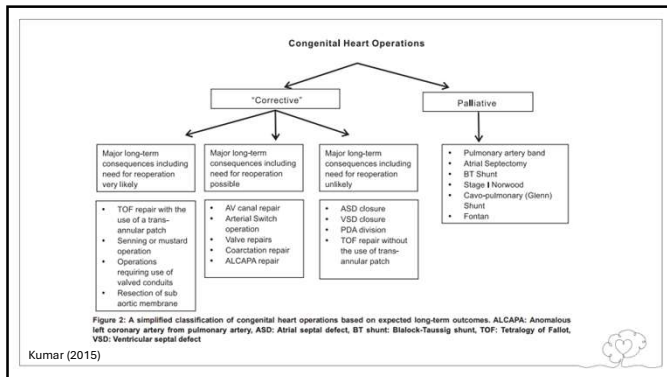 Congenital Heart Operations
"Corrective"
Palliative
Major long-term
consequences including
need for reoperation
very likely
Major long-term
consequences including
need for reoperation
possible
Major long-term
consequences including
need for reoperation
unlikely
• Pulmonary artery band
• Atrial Septectomy
• BT Shunt
• Stage I Norwood
• Cavo-pulmonary (Glenn)
Shunt
• Fontan
• TOF repair with the
use of a trans-
annular patch
• Senning or mustard
operation
• Operations
requiring use of
valved conduits
• Resection of sub
aortic membrane
• AV canal repair
• Arterial Switch
operation
• Valve repairs
• Coarctation repair
• ALCAPA repair
• ASD closure
• VSD closure
• PDA division
• TOF repair without
the use of trans-
annular patch
Figure 2: A simplified classification of congenital heart operations based on expected long-term outcomes. ALCAPA: Anomalous
left coronary artery from pulmonary artery, ASD: Atrial septal defect, BT shunt: Blalock-Taussig shunt, TOF: Tetralogy of Fallot,
VSD: Ventricular septal defect
Kumar (2015)